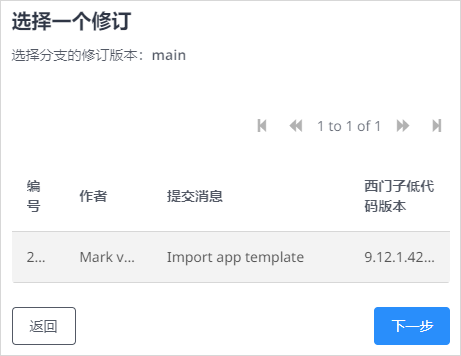 选择一个修订
选择分支的修订版本：main
1 to 1 of 1
编号 作者 提交消息 西门子低代码版本
2... Mark v... Import app template 9.12.1.42...
返回 下一步